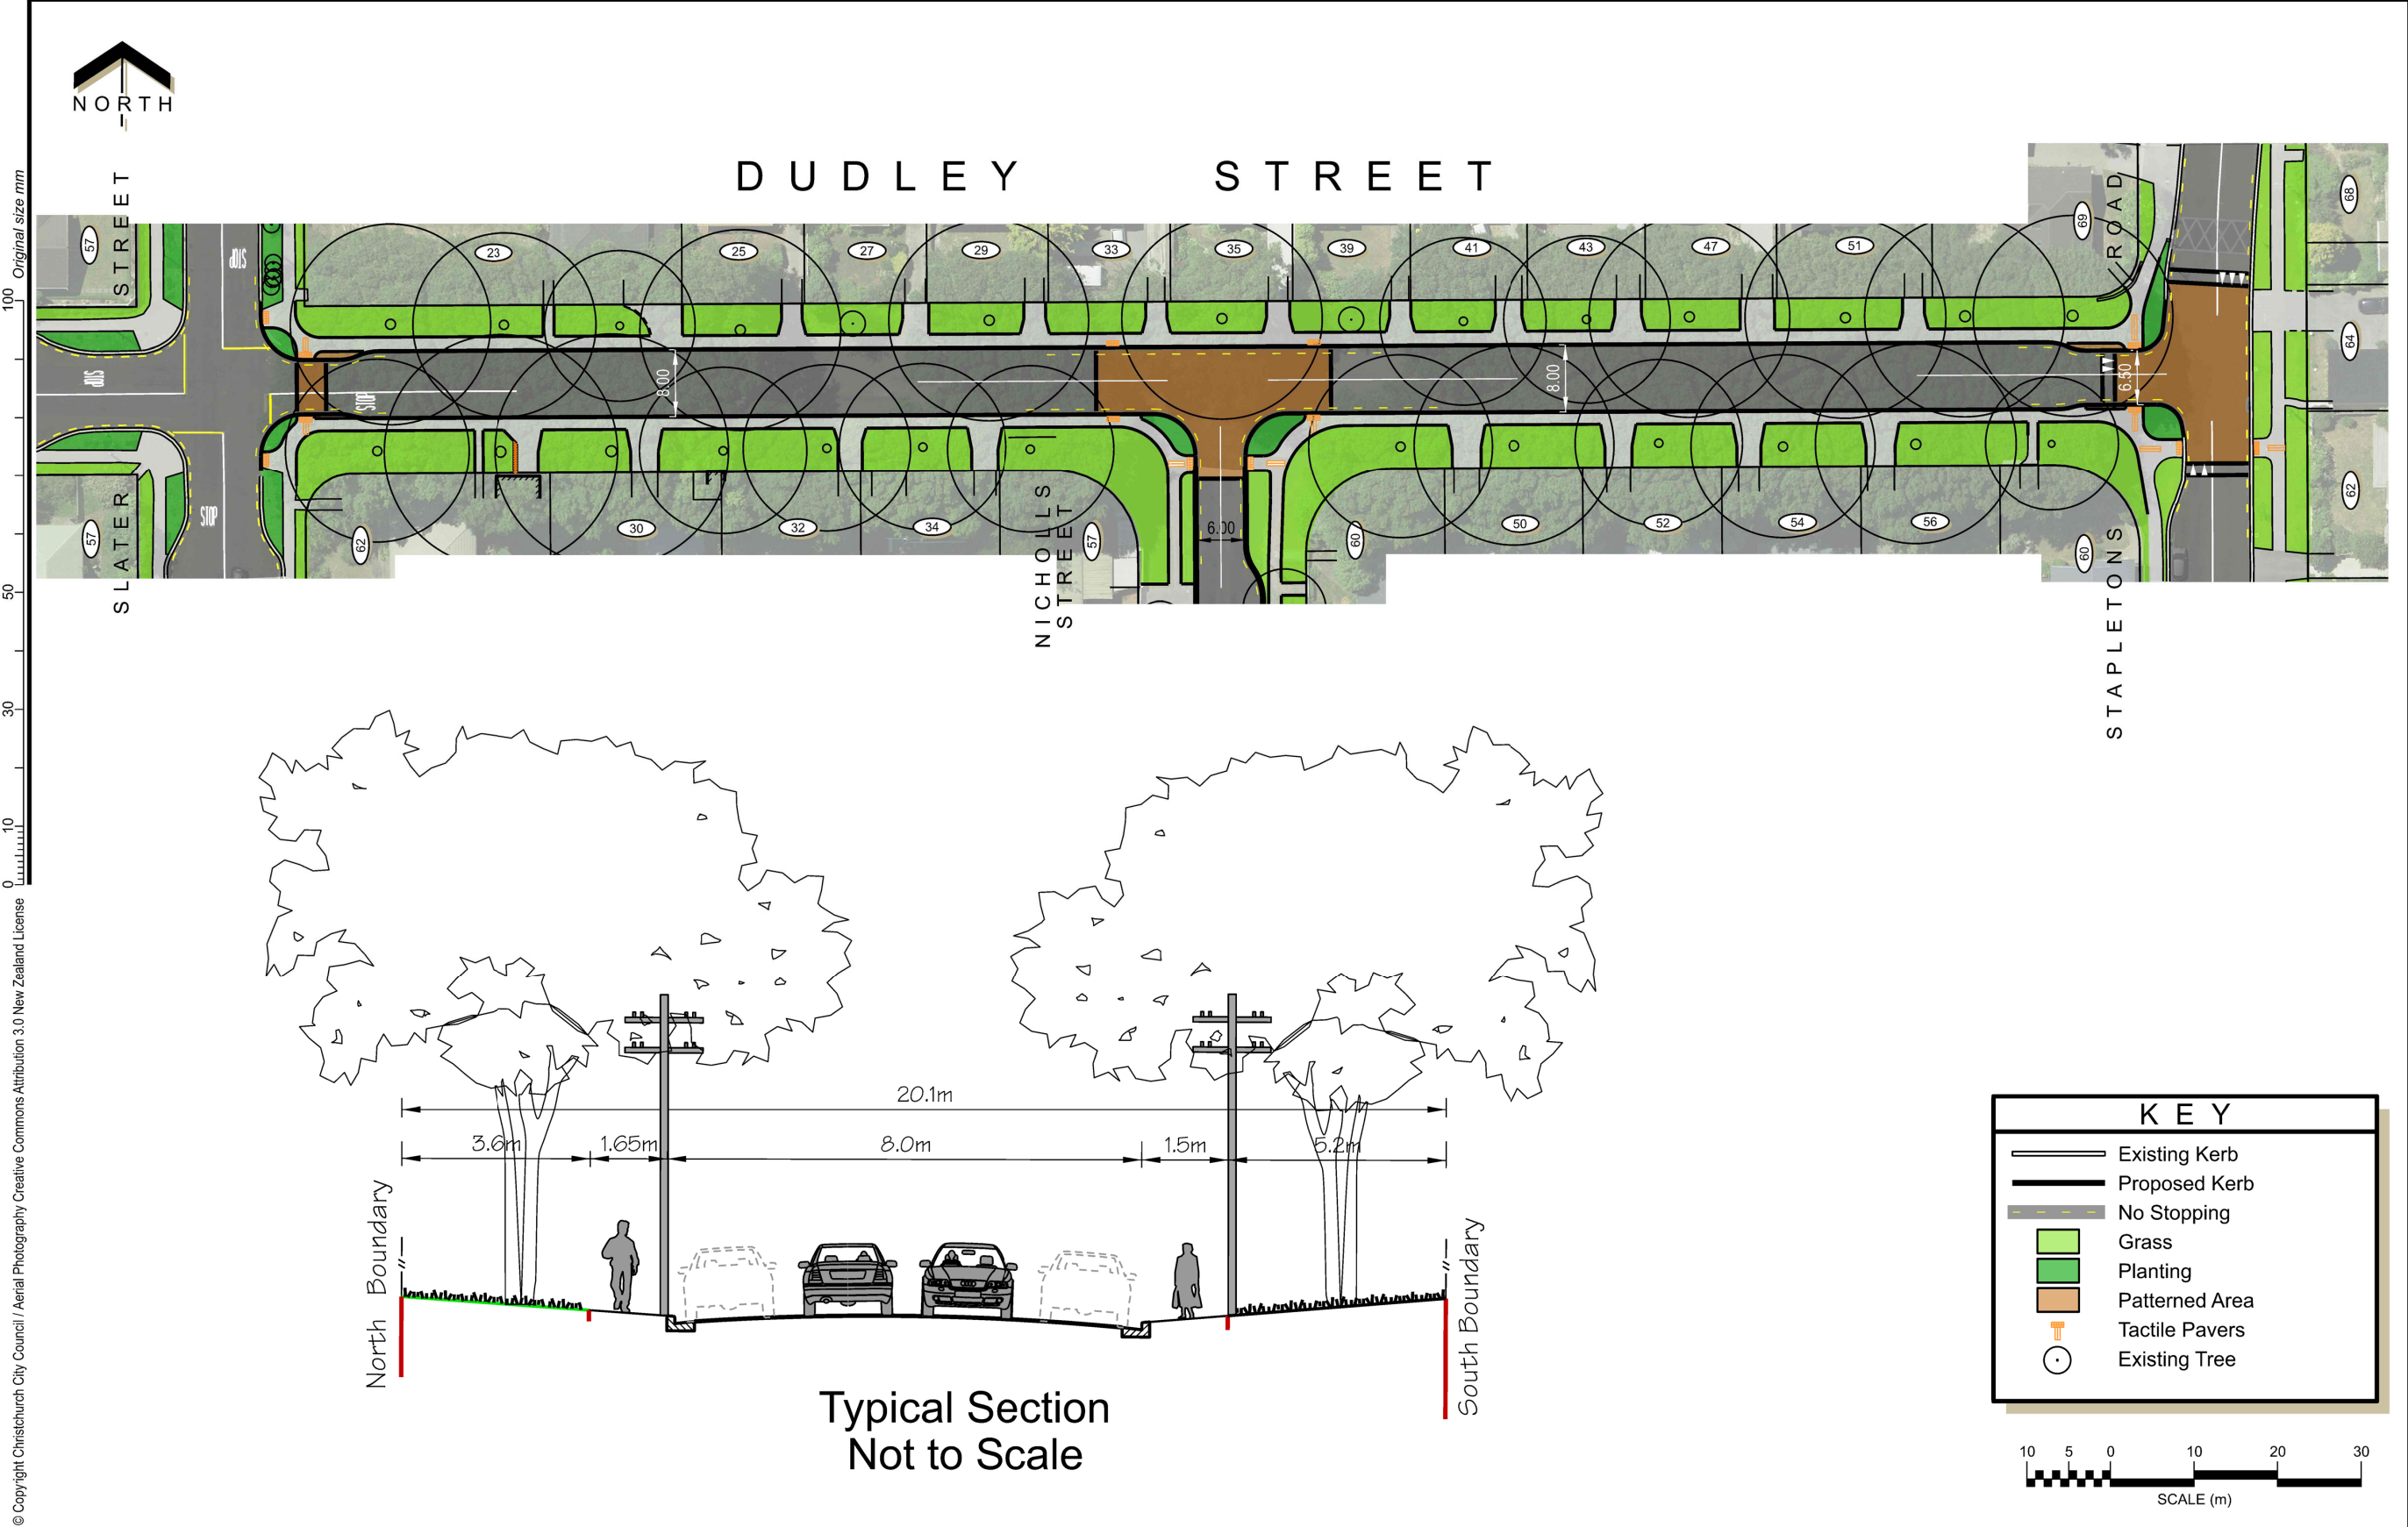 NORTH
DUDLEY STREET
SLATER STREET
NICHOLLS
STREET
STAPLETONS ROAD
57
23
25
27
29
33
35
39
41
43
47
51
69
68
64
62
57
62
30
32
34
57
60
50
52
54
56
60
STOP
STOP
STOP
STOP
8.00
8.00
6.50
6.00
20.1m
3.6m
1.65m
8.0m
1.5m
5.2m
North Boundary
South Boundary
Typical Section
Not to Scale
KEY
Existing Kerb
Proposed Kerb
No Stopping
Grass
Planting
Patterned Area
Tactile Pavers
Existing Tree
10 5 0 10 20 30
SCALE (m)
0 10 30 50 100 Original size mm
© Copyright Christchurch City Council / Aerial Photography Creative Commons Attribution 3.0 New Zealand License